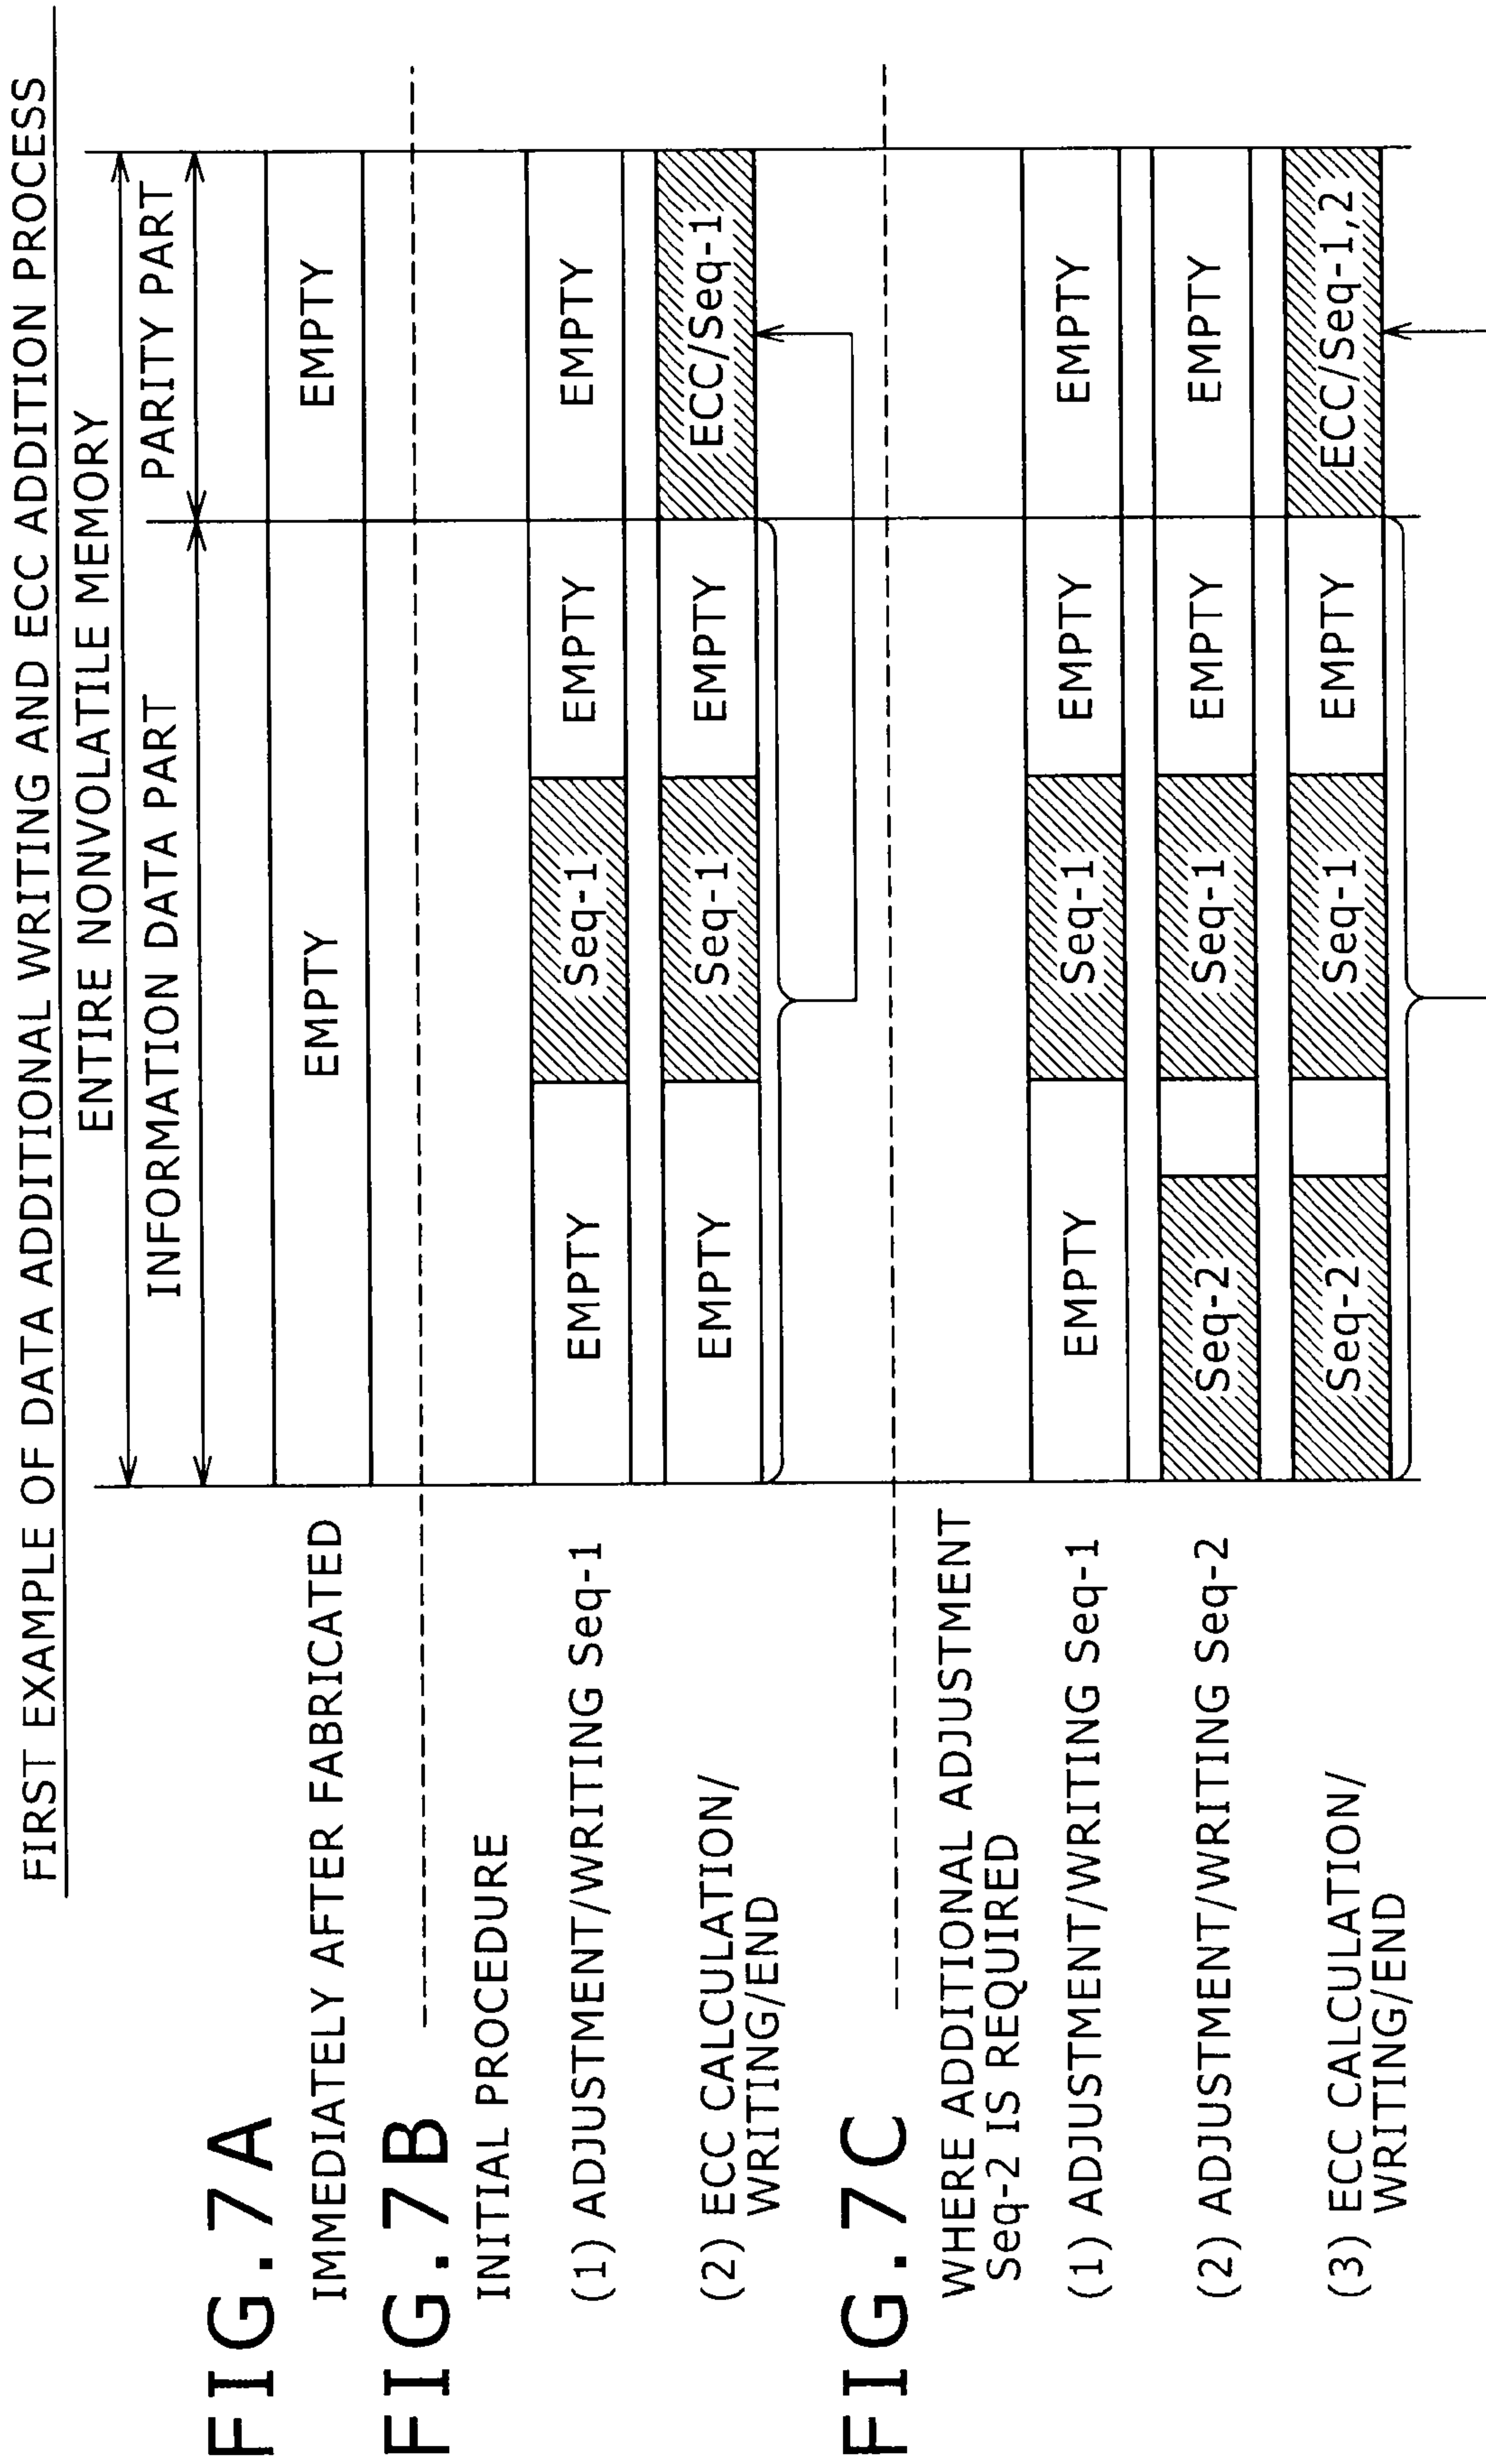 FIRST EXAMPLE OF DATA ADDITIONAL WRITING AND ECC ADDITION PROCESS
ENTIRE NONVOLATILE MEMORY
INFORMATION DATA PART
PARITY PART
FIG.7A
IMMEDIATELY AFTER FABRICATED
EMPTY
EMPTY
FIG.7B
INITIAL PROCEDURE
(1) ADJUSTMENT/WRITING Seq-1
EMPTY
Seq-1
EMPTY
EMPTY
(2) ECC CALCULATION/
WRITING/END
EMPTY
Seq-1
EMPTY
ECC/Seq-1
FIG.7C
WHERE ADDITIONAL ADJUSTMENT
Seq-2 IS REQUIRED
(1) ADJUSTMENT/WRITING Seq-1
EMPTY
Seq-1
EMPTY
EMPTY
(2) ADJUSTMENT/WRITING Seq-2
Seq-2
Seq-1
EMPTY
EMPTY
(3) ECC CALCULATION/
WRITING/END
Seq-2
Seq-1
EMPTY
ECC/Seq-1,2